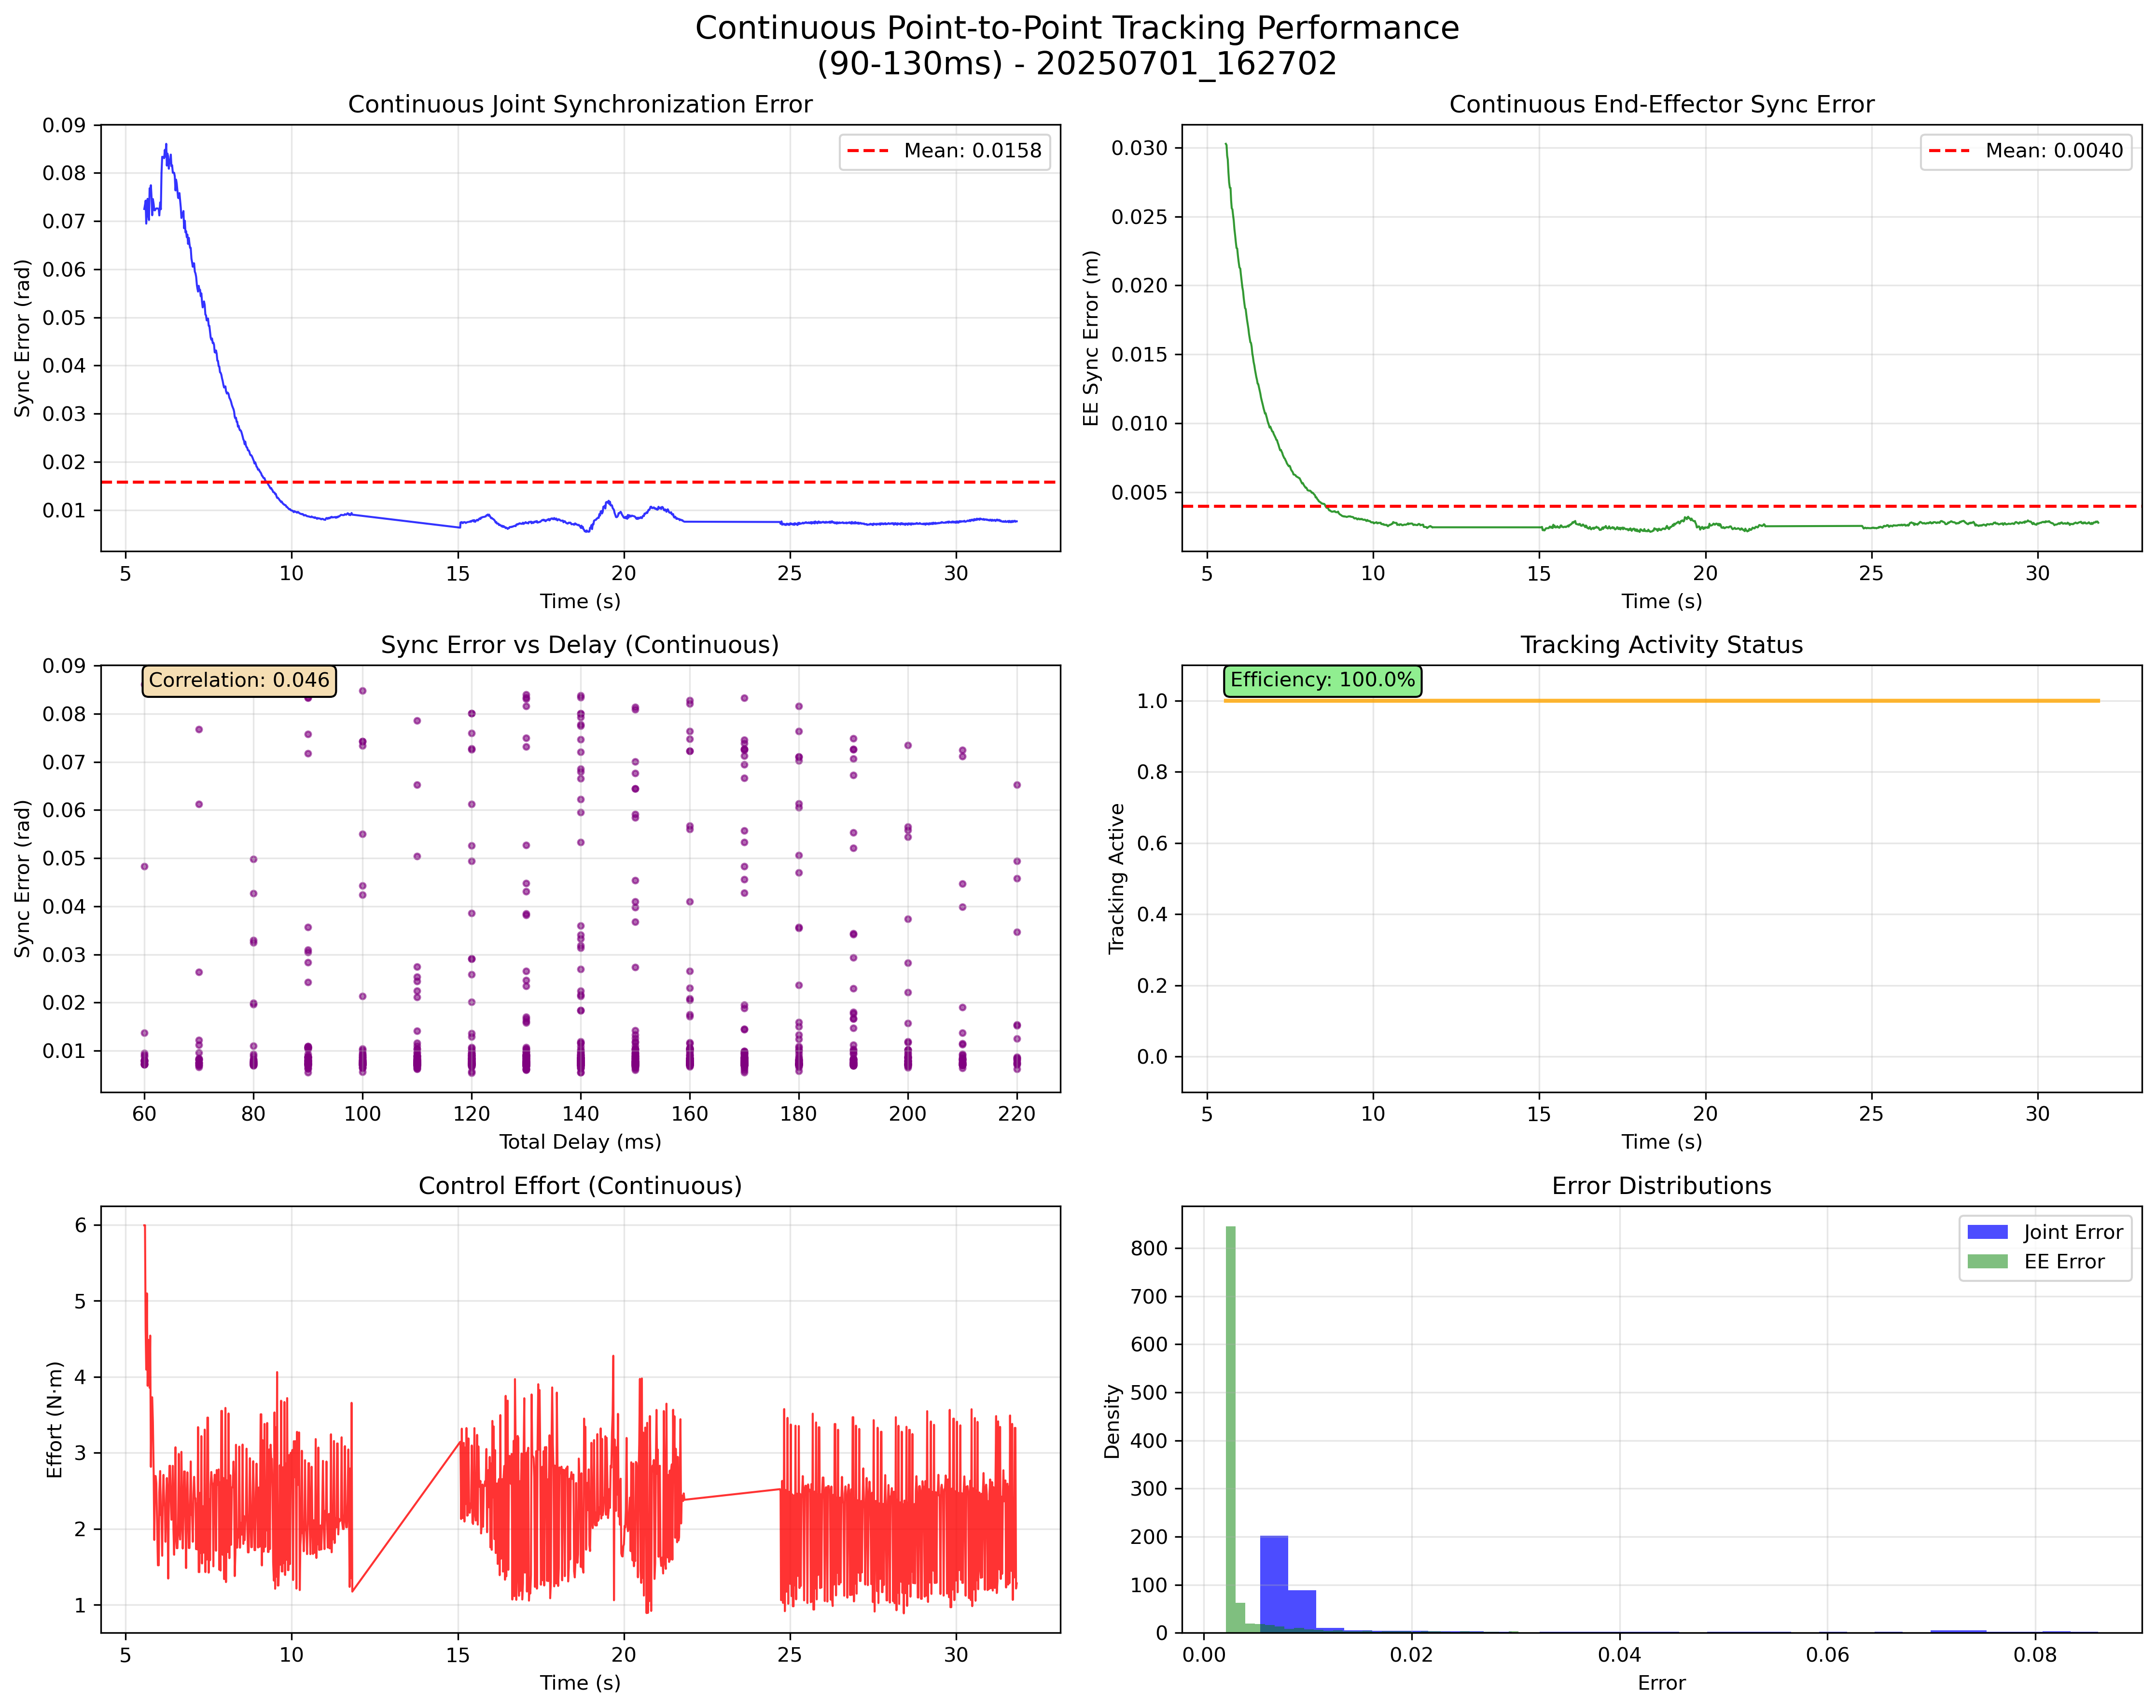 Continuous Point-to-Point Tracking Performance
(90-130ms) - 20250701_162702
Continuous Joint Synchronization Error
Sync Error (rad)
0.09
0.08
0.07
0.06
0.05
0.04
0.03
0.02
0.01
Mean: 0.0158
5 10 15 20 25 30
Time (s)
Continuous End-Effector Sync Error
EE Sync Error (m)
0.030
0.025
0.020
0.015
0.010
0.005
Mean: 0.0040
5 10 15 20 25 30
Time (s)
Sync Error vs Delay (Continuous)
Sync Error (rad)
0.09
0.08
0.07
0.06
0.05
0.04
0.03
0.02
0.01
Correlation: 0.046
60 80 100 120 140 160 180 200 220
Total Delay (ms)
Tracking Activity Status
Tracking Active
1.0
0.8
0.6
0.4
0.2
0.0
Efficiency: 100.0%
5 10 15 20 25 30
Time (s)
Control Effort (Continuous)
Effort (N·m)
6
5
4
3
2
1
5 10 15 20 25 30
Time (s)
Error Distributions
Density
800
700
600
500
400
300
200
100
0
Joint Error
EE Error
0.00 0.02 0.04 0.06 0.08
Error